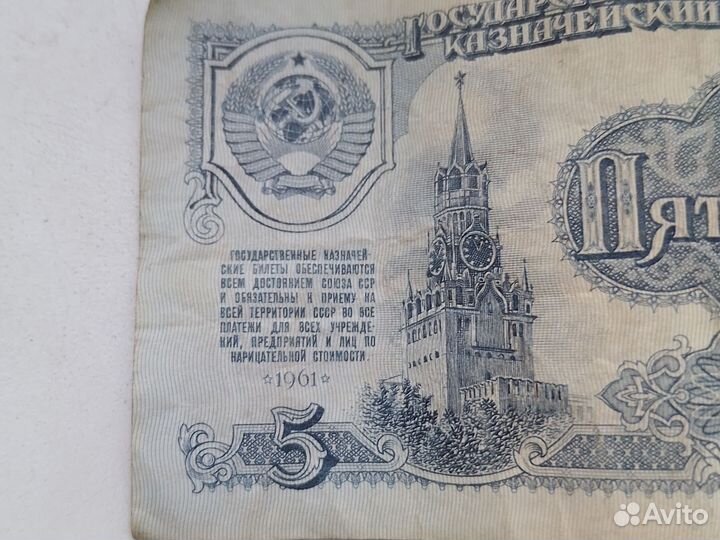 ГОСУДАРС
КАЗНАЧЕЙСКИЙ
ПЯТ
ГОСУДАРСТВЕННЫЕ КАЗНАЧЕЙ-
СКИЕ БИЛЕТЫ ОБЕСПЕЧИВАЮТСЯ
ВСЕМ ДОСТОЯНИЕМ СОЮЗА ССР
И ОБЯЗАТЕЛЬНЫ К ПРИЕМУ НА
ВСЕЙ ТЕРРИТОРИИ СССР ВО ВСЕ
ПЛАТЕЖИ ДЛЯ ВСЕХ УЧРЕЖДЕ-
НИЙ, ПРЕДПРИЯТИЙ И ЛИЦ ПО
НАРИЦАТЕЛЬНОЙ СТОИМОСТИ.
☆1961☆
5
Avito